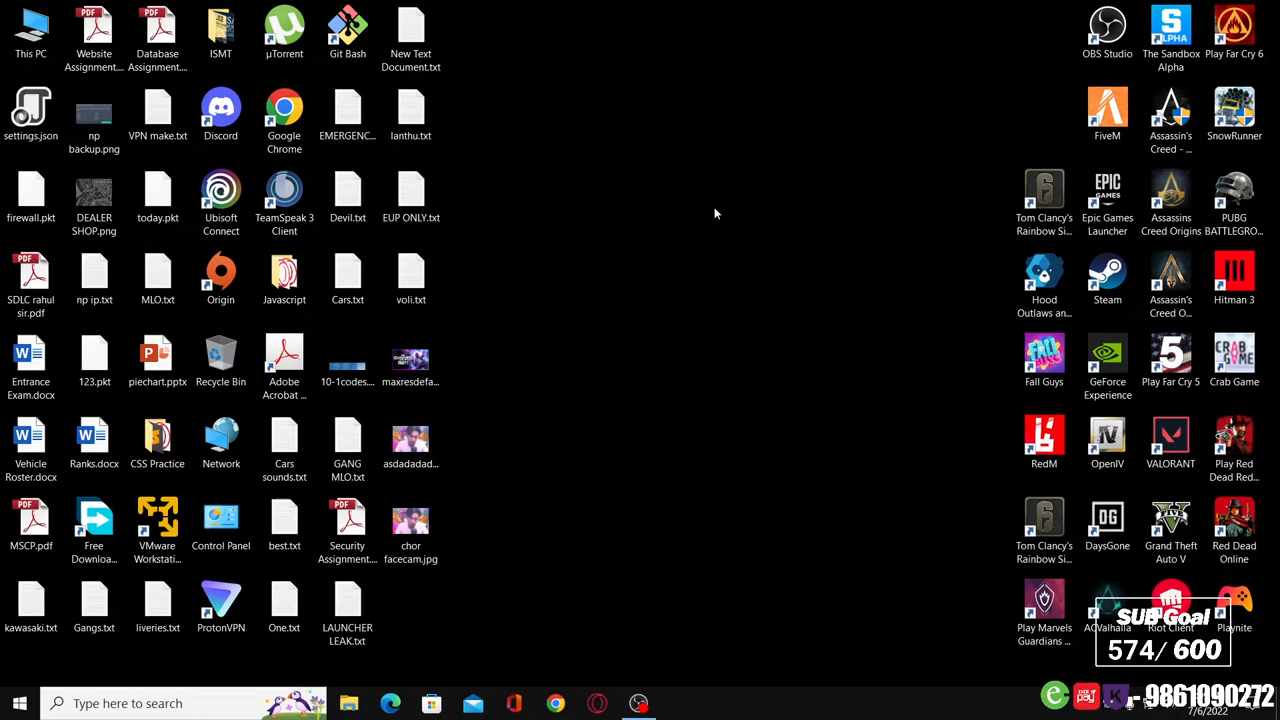 This PC
Website
Assignment....
Database
Assignment....
ISMT
µTorrent
Git Bash
New Text
Document.txt
OBS Studio
The Sandbox
Alpha
Play Far Cry 6
settings.json
np
backup.png
VPN make.txt
Discord
Google
Chrome
EMERGENC...
lanthu.txt
FiveM
Assassin's
Creed - ...
SnowRunner
firewall.pkt
DEALER
SHOP.png
today.pkt
Ubisoft
Connect
TeamSpeak 3
Client
Devil.txt
EUP ONLY.txt
Tom Clancy's
Rainbow Si...
EPIC
GAMES
Epic Games
Launcher
Assassins
Creed Origins
PUBG
BATTLEGRO...
SDLC rahul
sir.pdf
np ip.txt
MLO.txt
Origin
Javascript
Cars.txt
voli.txt
Hood
Outlaws an...
Steam
Assassin's
Creed O...
Hitman 3
Entrance
Exam.docx
123.pkt
piechart.pptx
Recycle Bin
Adobe
Acrobat ...
10-1codes....
maxresdefa...
Fall Guys
GeForce
Experience
Play Far Cry 5
CRAB
GAME
Crab Game
Vehicle
Roster.docx
Ranks.docx
CSS Practice
Network
Cars
sounds.txt
GANG
MLO.txt
asdadadad...
RedM
OpenIV
VALORANT
Play Red
Dead Red...
MSCP.pdf
Free
Downloa...
VMware
Workstati...
Control Panel
best.txt
Security
Assignment....
chor
facecam.jpg
Tom Clancy's
Rainbow Si...
DG
DaysGone
Grand Theft
Auto V
Red Dead
Online
kawasaki.txt
Gangs.txt
liveries.txt
ProtonVPN
One.txt
LAUNCHER
LEAK.txt
Play Marvels
Guardians ...
ACValhalla
Riot Client
Playnite
SUB Goal
574/ 600
Type here to search
- 9861090272
7/6/2022